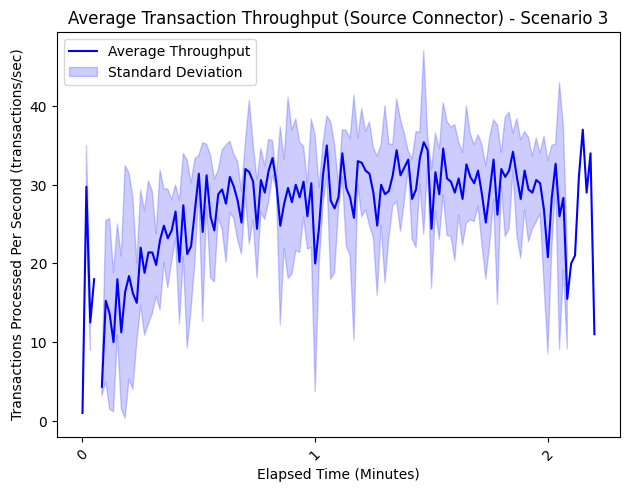 Average Transaction Throughput (Source Connector) - Scenario 3
Average Throughput
Standard Deviation
Transactions Processed Per Second (transactions/sec)
40
30
20
10
0
0
1
2
Elapsed Time (Minutes)